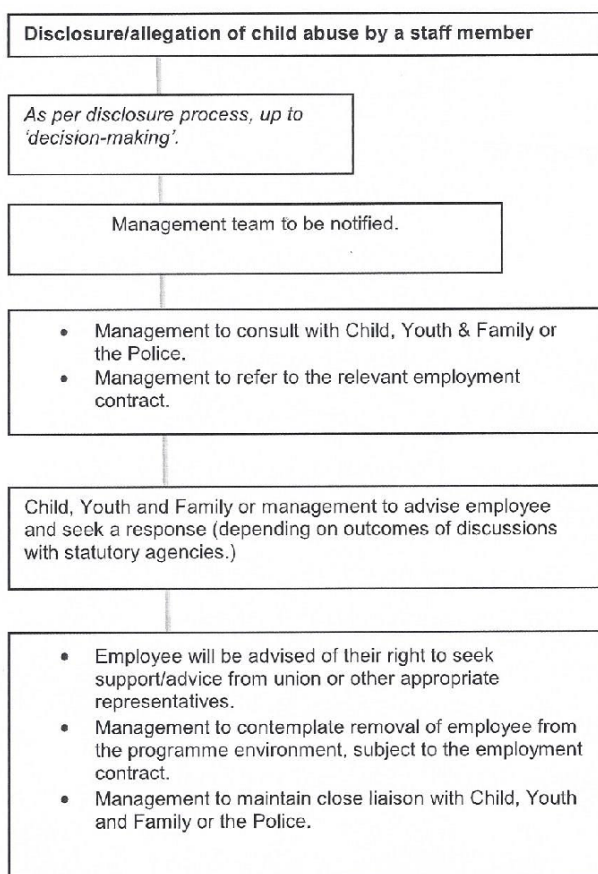 Disclosure/allegation of child abuse by a staff member
As per disclosure process, up to
‘decision-making’.
Management team to be notified.
• Management to consult with Child, Youth & Family or
the Police.
• Management to refer to the relevant employment
contract.
Child, Youth and Family or management to advise employee
and seek a response (depending on outcomes of discussions
with statutory agencies.)
• Employee will be advised of their right to seek
support/advice from union or other appropriate
representatives.
• Management to contemplate removal of employee from
the programme environment, subject to the employment
contract.
• Management to maintain close liaison with Child, Youth
and Family or the Police.